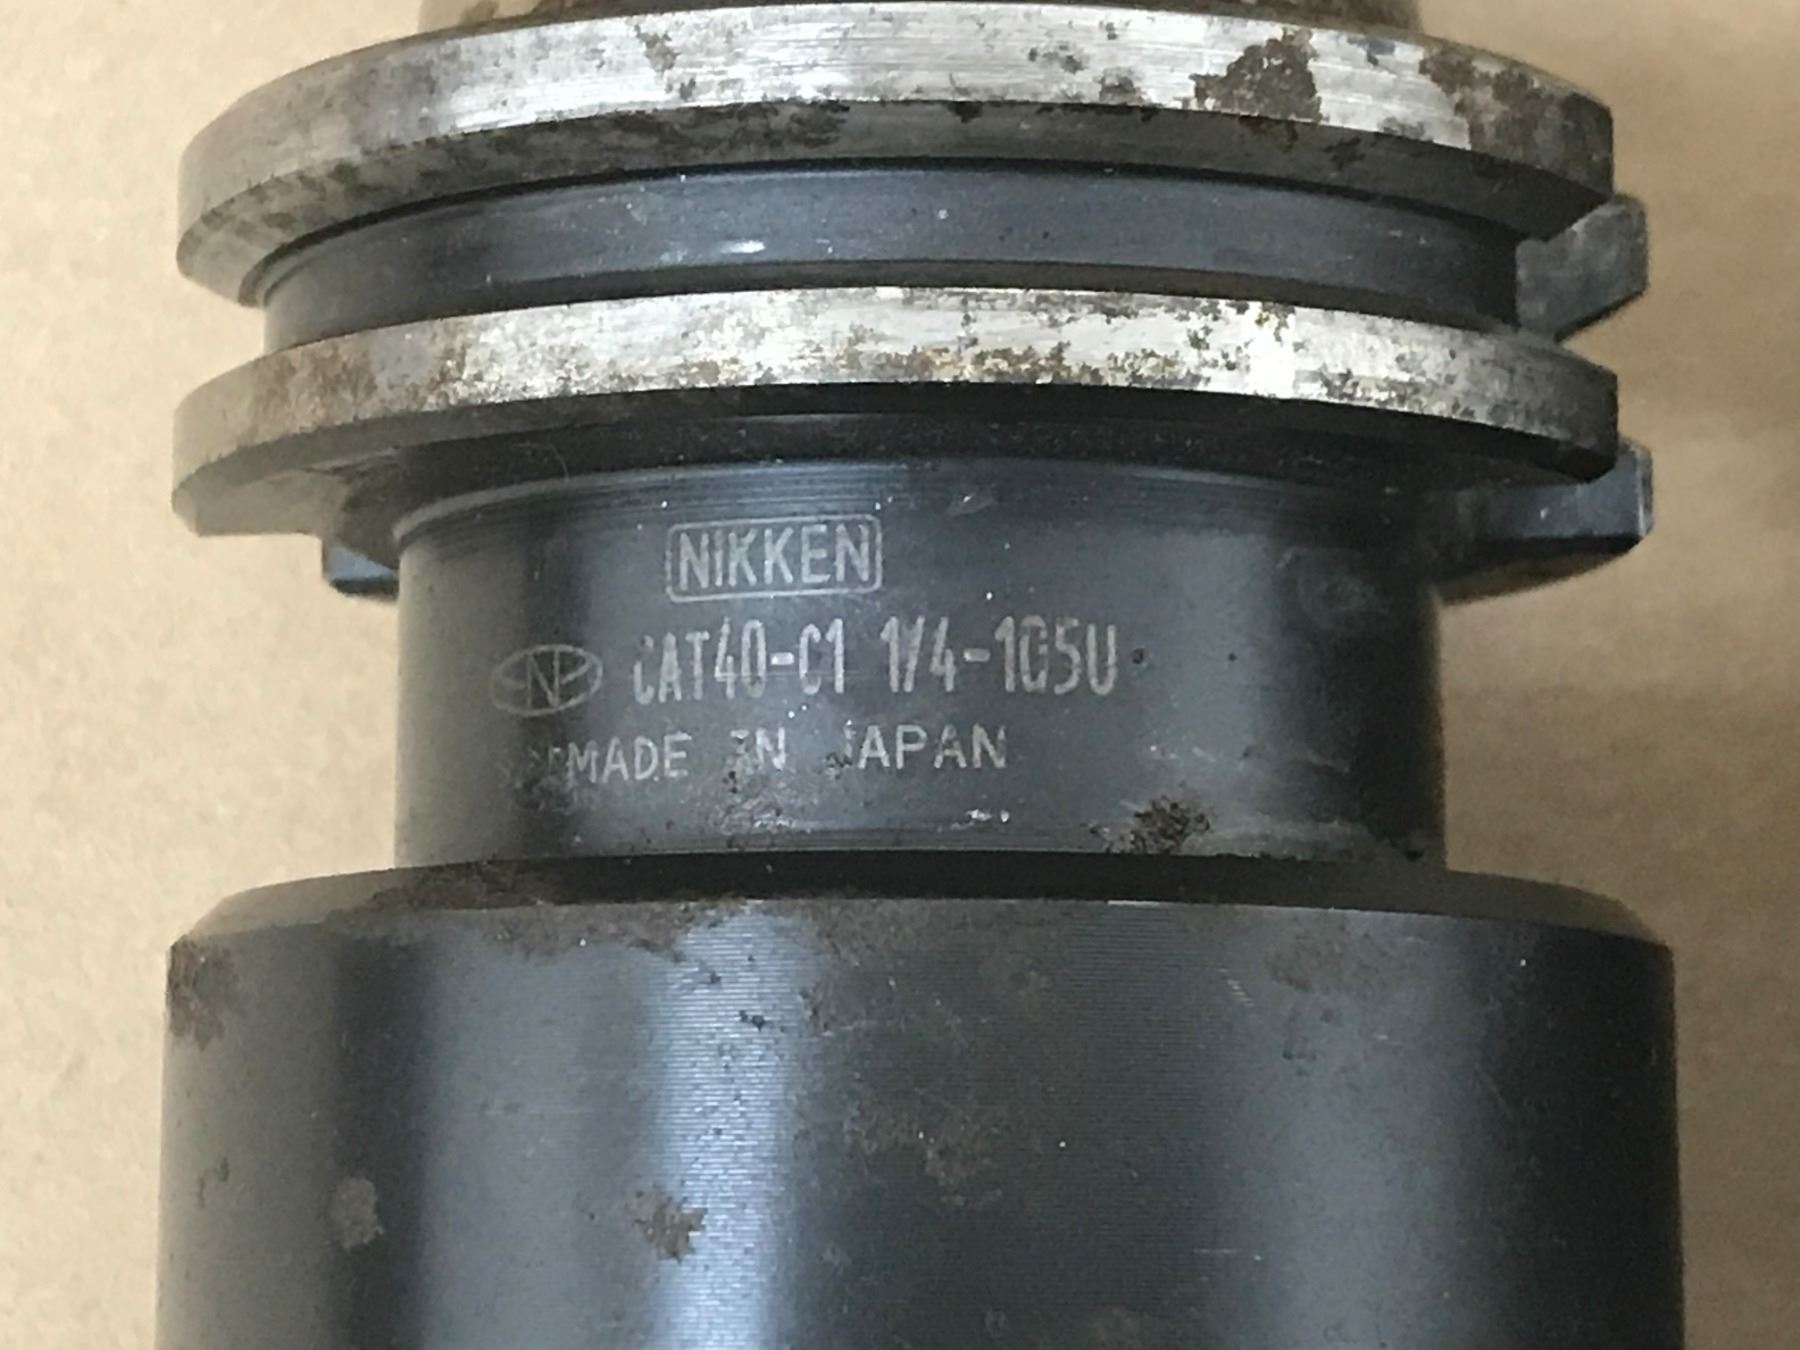 NIKKEN
N CAT40-C1 1/4-105U
MADE IN JAPAN